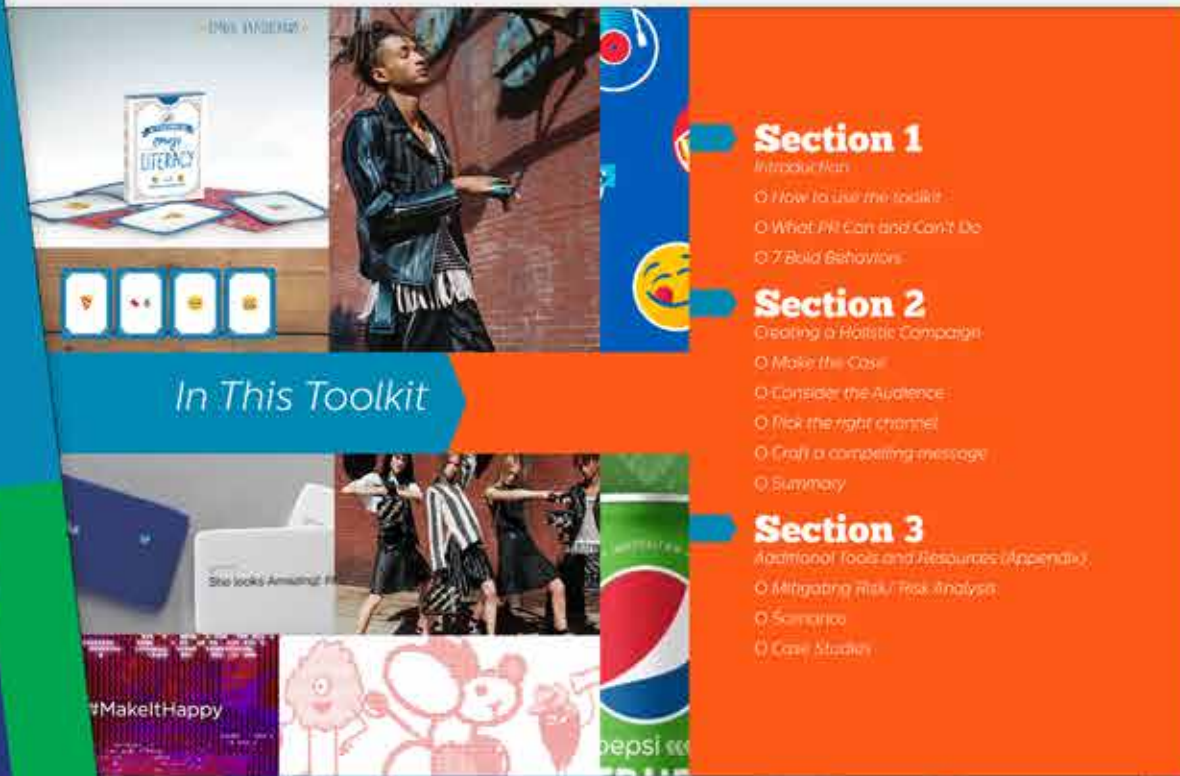 emoji
LITERACY
In This Toolkit
She looks Amazing!
#MakeItHappy
pepsi
Section 1
Introduction
O How to use the toolkit
O What PR Can and Can't Do
O 7 Bold Behaviors
Section 2
Creating a Holistic Campaign
O Make the Case
O Consider the Audience
O Pick the right channel
O Craft a compelling message
O Summary
Section 3
Additional Tools and Resources (Appendix)
O Mitigating Risk/ Risk Analysis
O Scenarios
O Case Studies